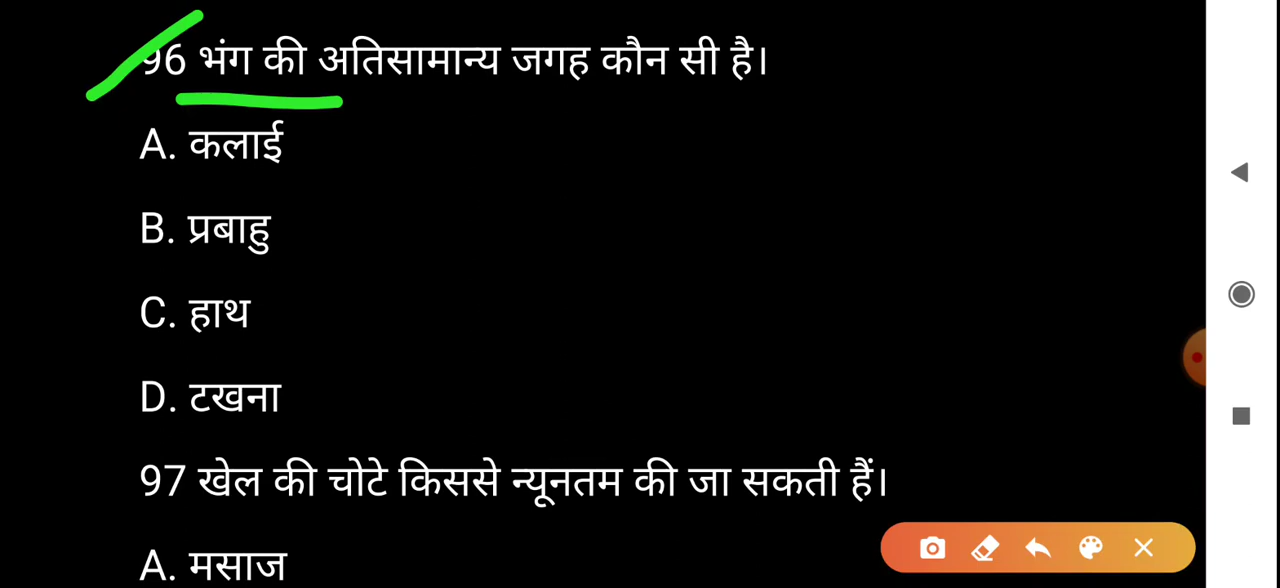 96 भंग की अतिसामान्य जगह कौन सी है।
A. कलाई
B. प्रबाहु
C. हाथ
D. टखना
97 खेल की चोटे किससे न्यूनतम की जा सकती हैं।
A. मसाज